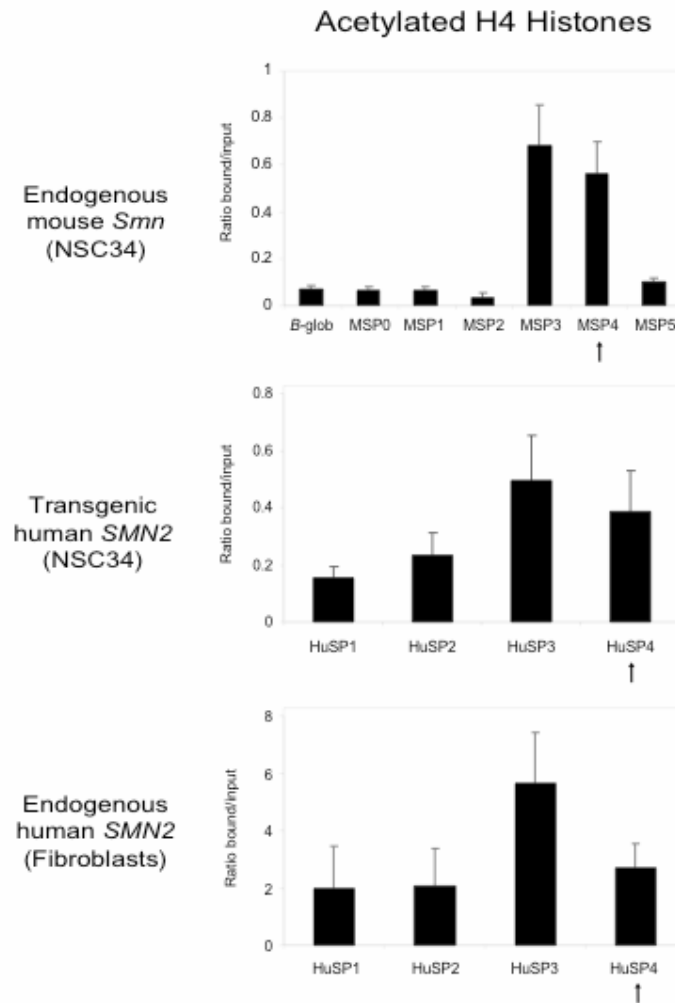 Acetylated H4 Histones
Endogenous
mouse Smn
(NSC34)
Ratio bound/input
1
0.8
0.6
0.4
0.2
0
B-glob MSP0 MSP1 MSP2 MSP3 MSP4 MSP5
↑
Transgenic
human SMN2
(NSC34)
Ratio bound/input
0.8
0.6
0.4
0.2
0
HuSP1 HuSP2 HuSP3 HuSP4
↑
Endogenous
human SMN2
(Fibroblasts)
Ratio bound/input
8
6
4
2
0
HuSP1 HuSP2 HuSP3 HuSP4
↑